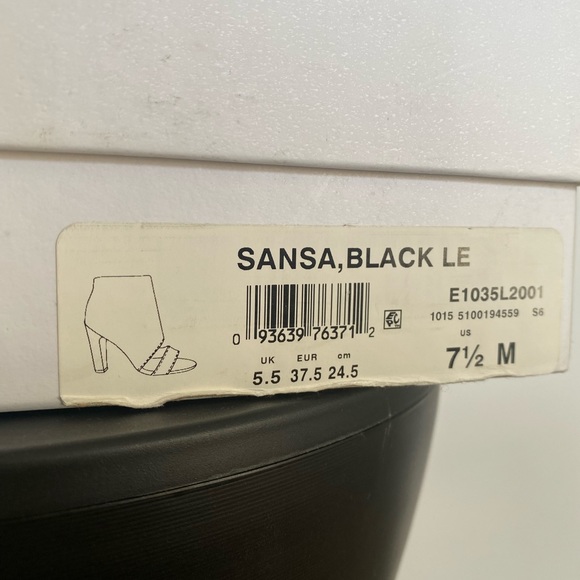 SANSA,BLACK LE
E1035L2001
1015 5100194559 S6
0 93639 76371 2
US
UK EUR cm
7½ M
5.5 37.5 24.5